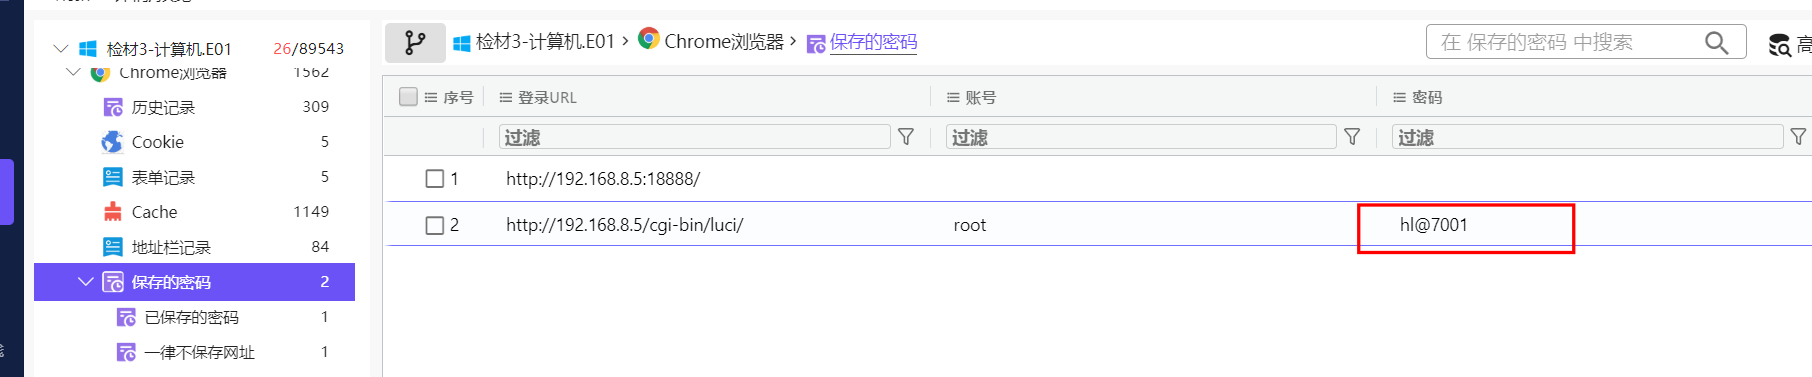 检材3-计算机.E01 26/89543
Chrome浏览器 1562
历史记录 309
Cookie 5
表单记录 5
Cache 1149
地址栏记录 84
保存的密码 2
已保存的密码 1
一律不保存网址 1
检材3-计算机.E01 › Chrome浏览器 › 保存的密码
在 保存的密码 中搜索
高
序号 登录URL 账号 密码
过滤 过滤 过滤
1 http://192.168.8.5:18888/
2 http://192.168.8.5/cgi-bin/luci/ root hl@7001